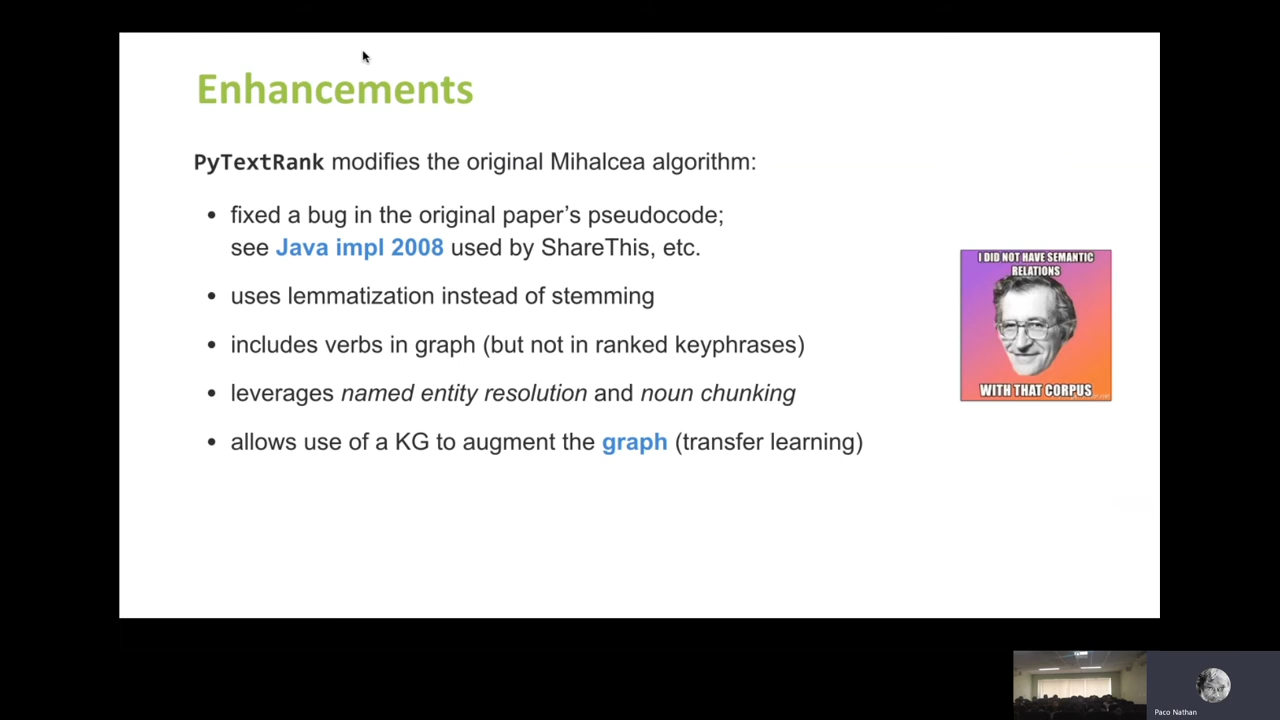 Enhancements
PyTextRank modifies the original Mihalcea algorithm:
• fixed a bug in the original paper’s pseudocode;
see Java impl 2008 used by ShareThis, etc.
• uses lemmatization instead of stemming
• includes verbs in graph (but not in ranked keyphrases)
• leverages named entity resolution and noun chunking
• allows use of a KG to augment the graph (transfer learning)
I DID NOT HAVE SEMANTIC
RELATIONS
WITH THAT CORPUS
Paco Nathan